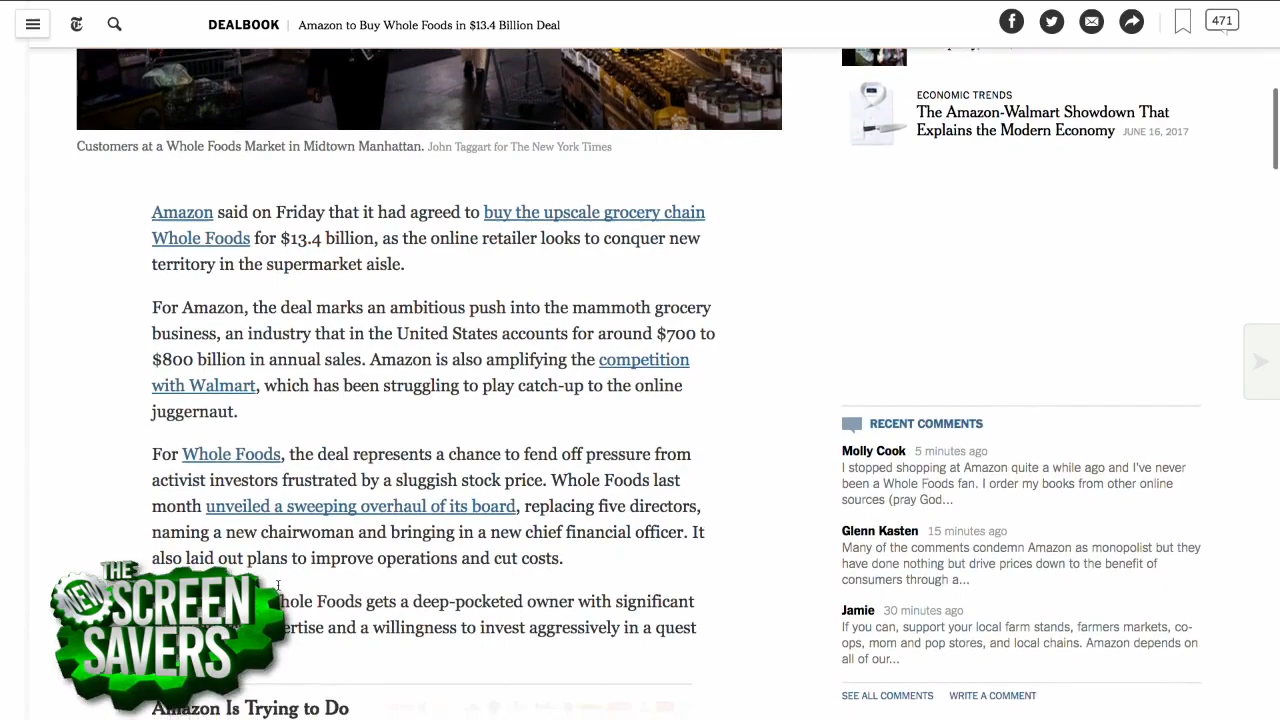 DEALBOOK | Amazon to Buy Whole Foods in $13.4 Billion Deal
471
Customers at a Whole Foods Market in Midtown Manhattan. John Taggart for The New York Times
Amazon said on Friday that it had agreed to buy the upscale grocery chain
Whole Foods for $13.4 billion, as the online retailer looks to conquer new
territory in the supermarket aisle.
For Amazon, the deal marks an ambitious push into the mammoth grocery
business, an industry that in the United States accounts for around $700 to
$800 billion in annual sales. Amazon is also amplifying the competition
with Walmart, which has been struggling to play catch-up to the online
juggernaut.
For Whole Foods, the deal represents a chance to fend off pressure from
activist investors frustrated by a sluggish stock price. Whole Foods last
month unveiled a sweeping overhaul of its board, replacing five directors,
naming a new chairwoman and bringing in a new chief financial officer. It
also laid out plans to improve operations and cut costs.
hole Foods gets a deep-pocketed owner with significant
ertise and a willingness to invest aggressively in a quest
Amazon Is Trying to Do
THE
NEW
SCREEN
SAVERS
ECONOMIC TRENDS
The Amazon-Walmart Showdown That
Explains the Modern Economy JUNE 16, 2017
RECENT COMMENTS
Molly Cook 5 minutes ago
I stopped shopping at Amazon quite a while ago and I've never
been a Whole Foods fan. I order my books from other online
sources (pray God...
Glenn Kasten 15 minutes ago
Many of the comments condemn Amazon as monopolist but they
have done nothing but drive prices down to the benefit of
consumers through a...
Jamie 30 minutes ago
If you can, support your local farm stands, farmers markets, co-
ops, mom and pop stores, and local chains. Amazon depends on
all of our...
SEE ALL COMMENTS WRITE A COMMENT